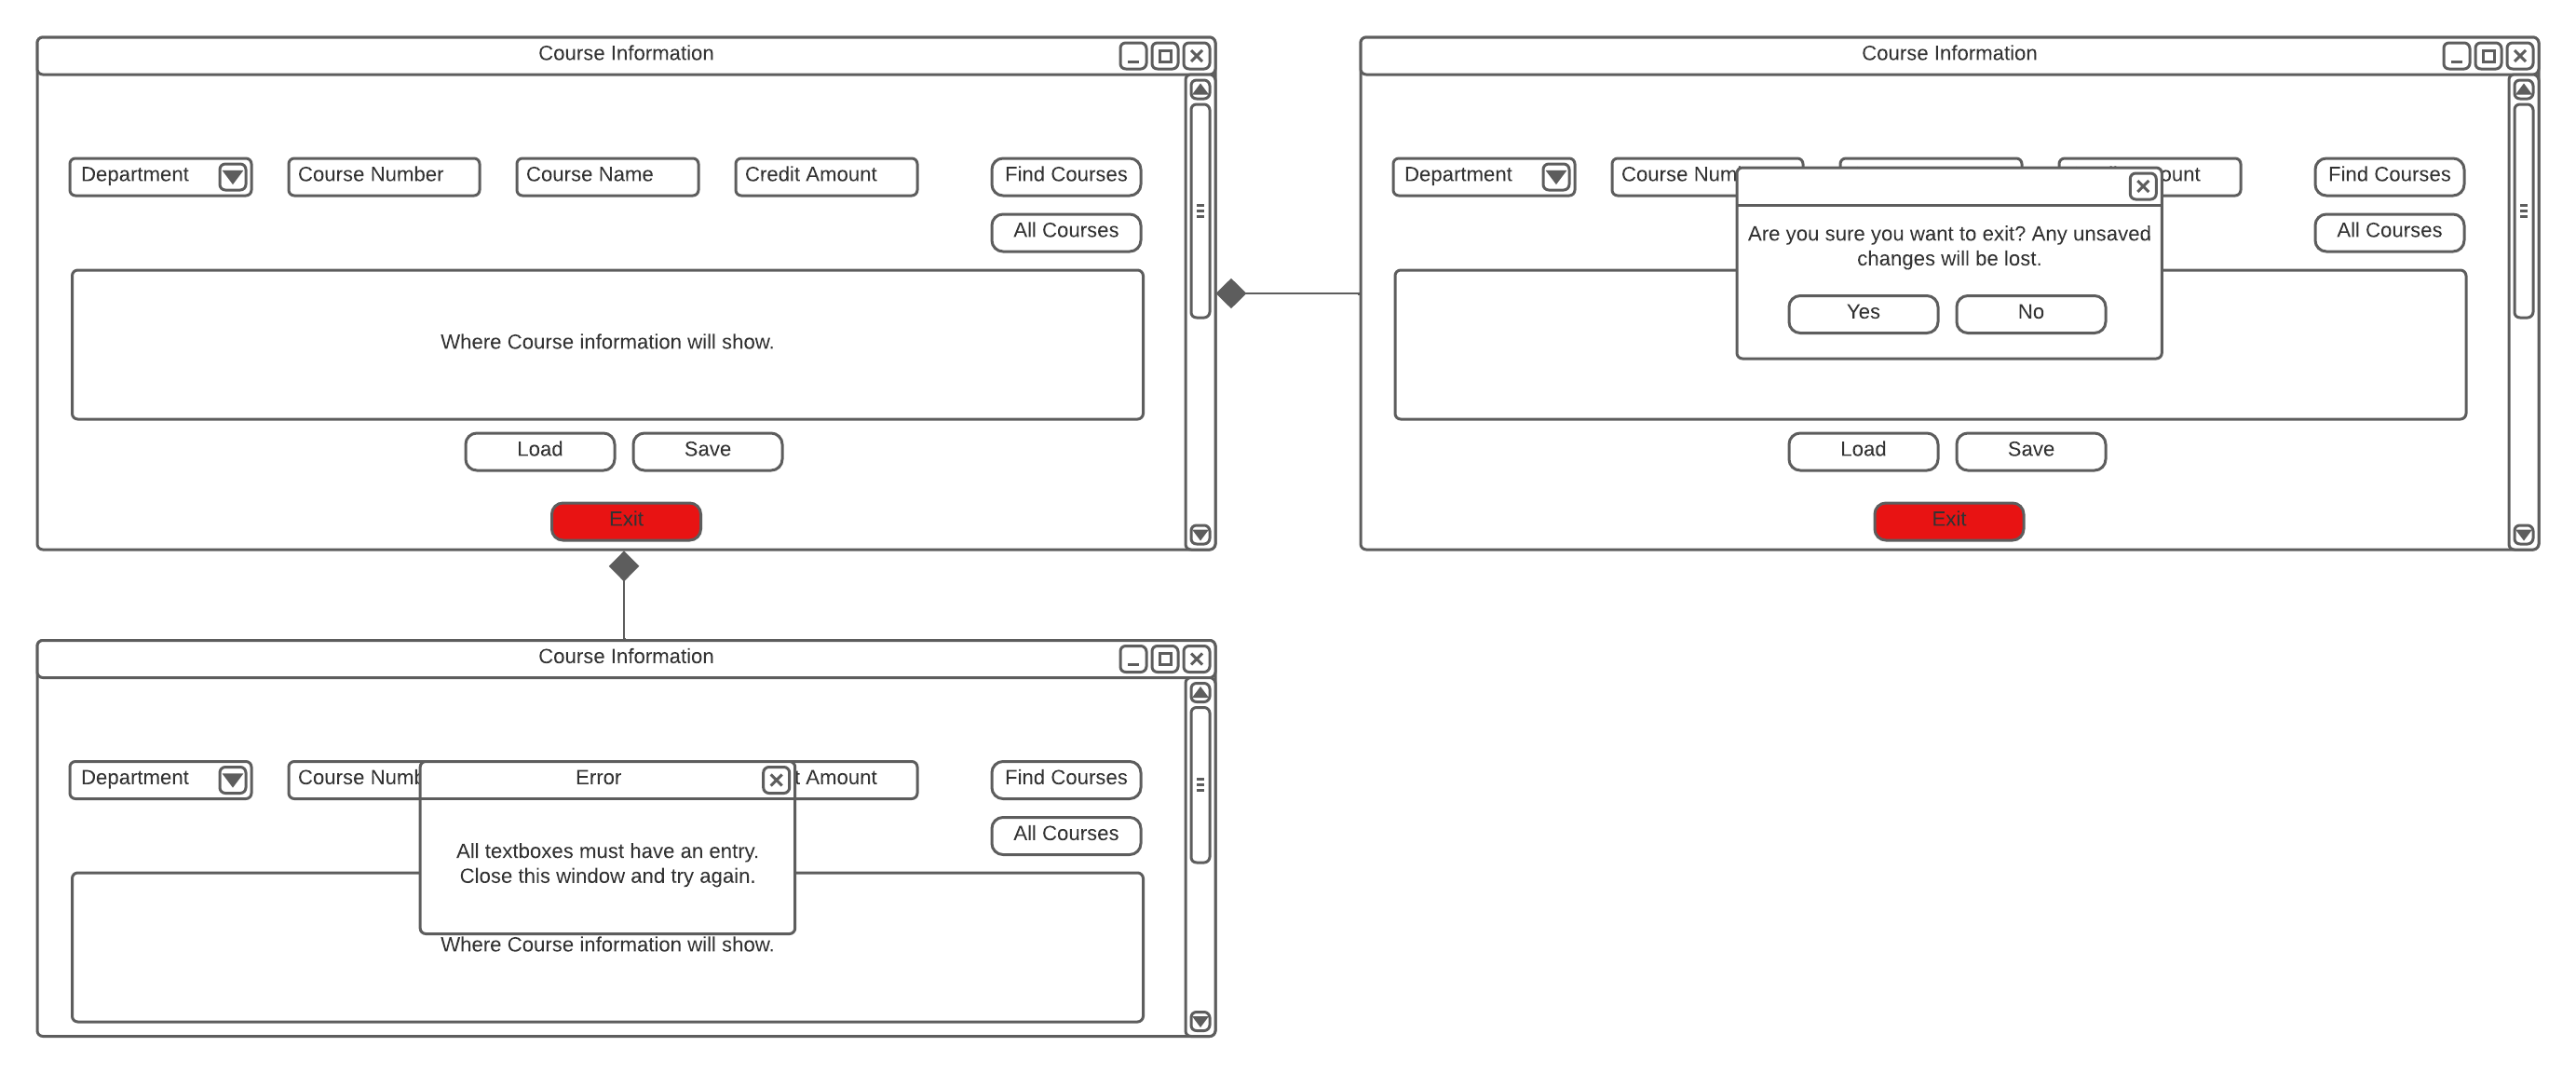 Course Information
Department
Course Number
Course Name
Credit Amount
Find Courses
All Courses
Where Course information will show.
Load
Save
Exit
Course Information
Department
Course Num
ount
Find Courses
All Courses
Are you sure you want to exit? Any unsaved
changes will be lost.
Yes
No
Load
Save
Exit
Course Information
Department
Course Numb
Error
t Amount
Find Courses
All Courses
All textboxes must have an entry.
Close this window and try again.
Where Course information will show.